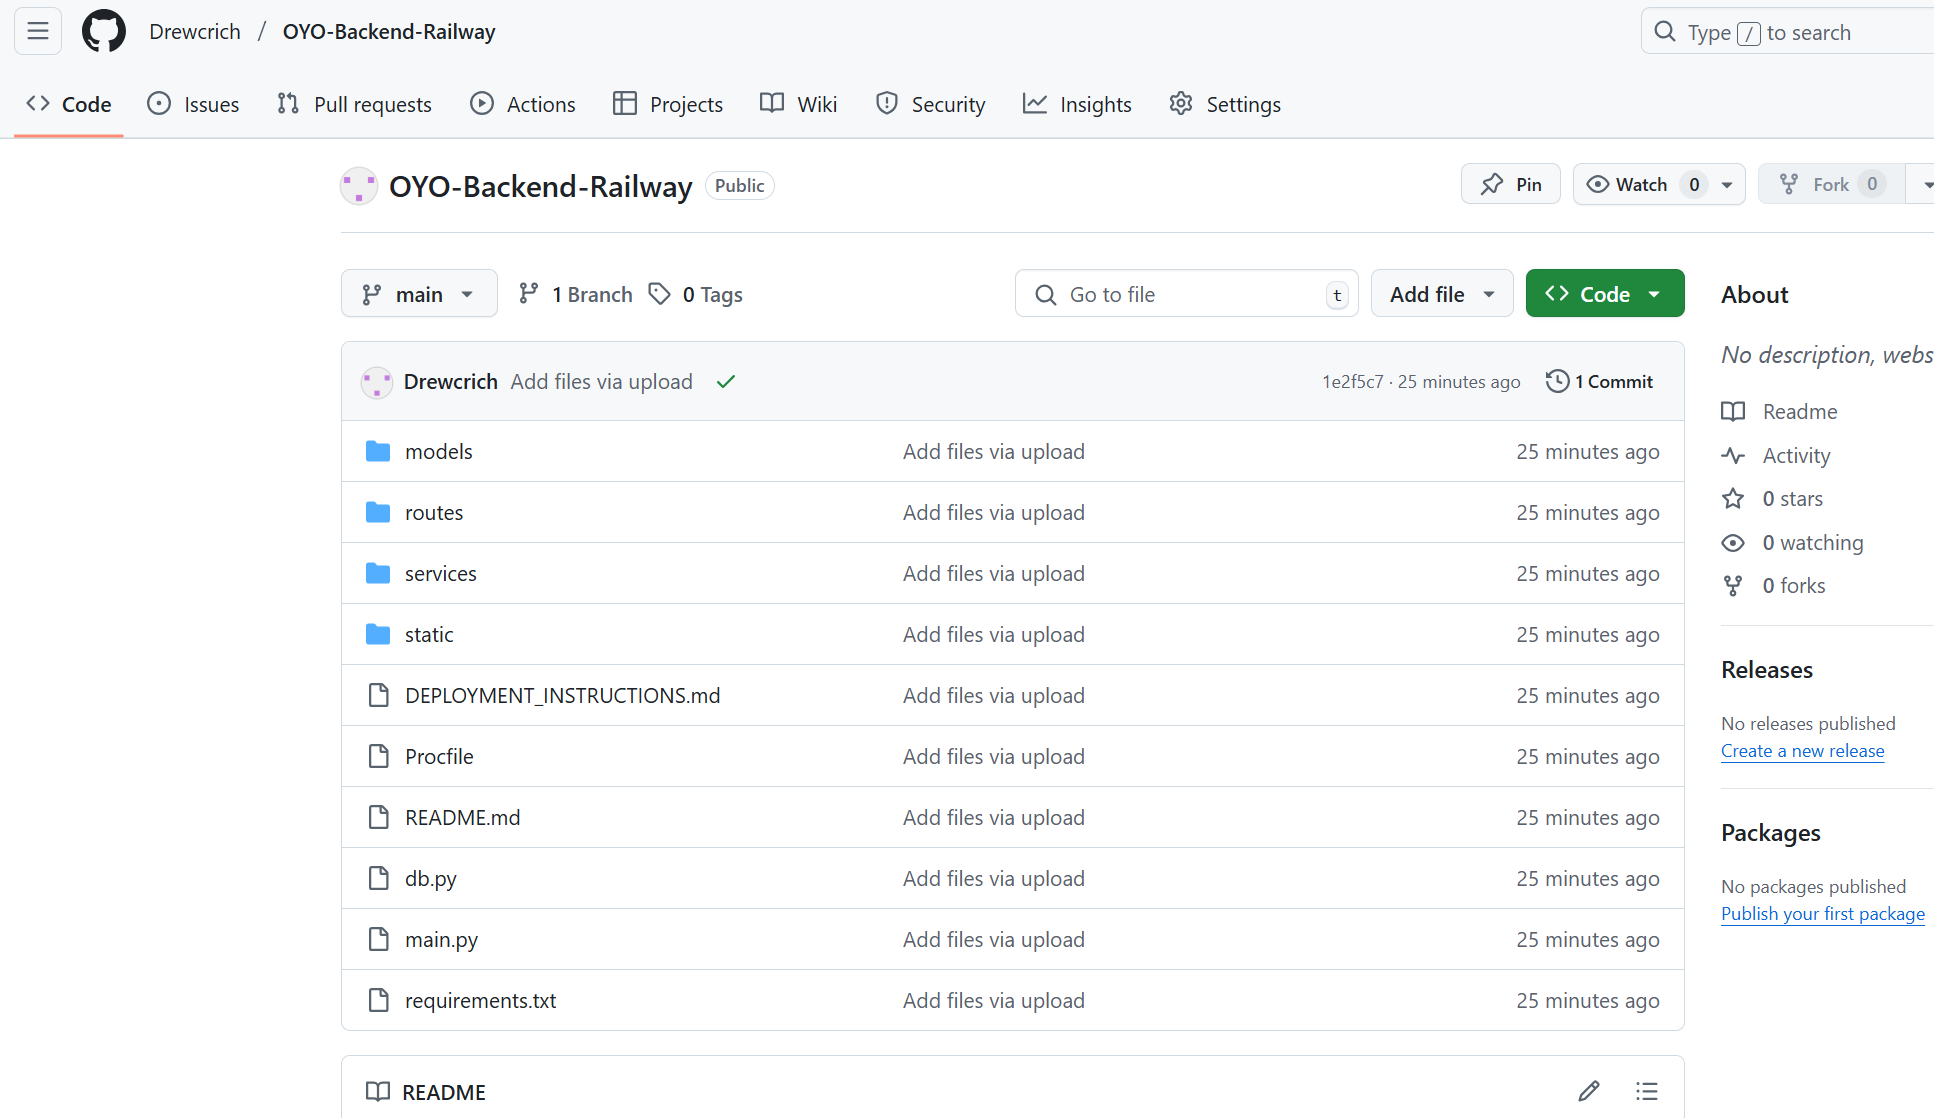 Drewcrich / OYO-Backend-Railway
Type / to search
Code Issues Pull requests Actions Projects Wiki Security Insights Settings
OYO-Backend-Railway Public
Pin Watch 0 Fork 0
main 1 Branch 0 Tags
Go to file t Add file Code
Drewcrich Add files via upload 1e2f5c7 · 25 minutes ago 1 Commit
models Add files via upload 25 minutes ago
routes Add files via upload 25 minutes ago
services Add files via upload 25 minutes ago
static Add files via upload 25 minutes ago
DEPLOYMENT_INSTRUCTIONS.md Add files via upload 25 minutes ago
Procfile Add files via upload 25 minutes ago
README.md Add files via upload 25 minutes ago
db.py Add files via upload 25 minutes ago
main.py Add files via upload 25 minutes ago
requirements.txt Add files via upload 25 minutes ago
README
About
No description, webs
Readme
Activity
0 stars
0 watching
0 forks
Releases
No releases published
Create a new release
Packages
No packages published
Publish your first package